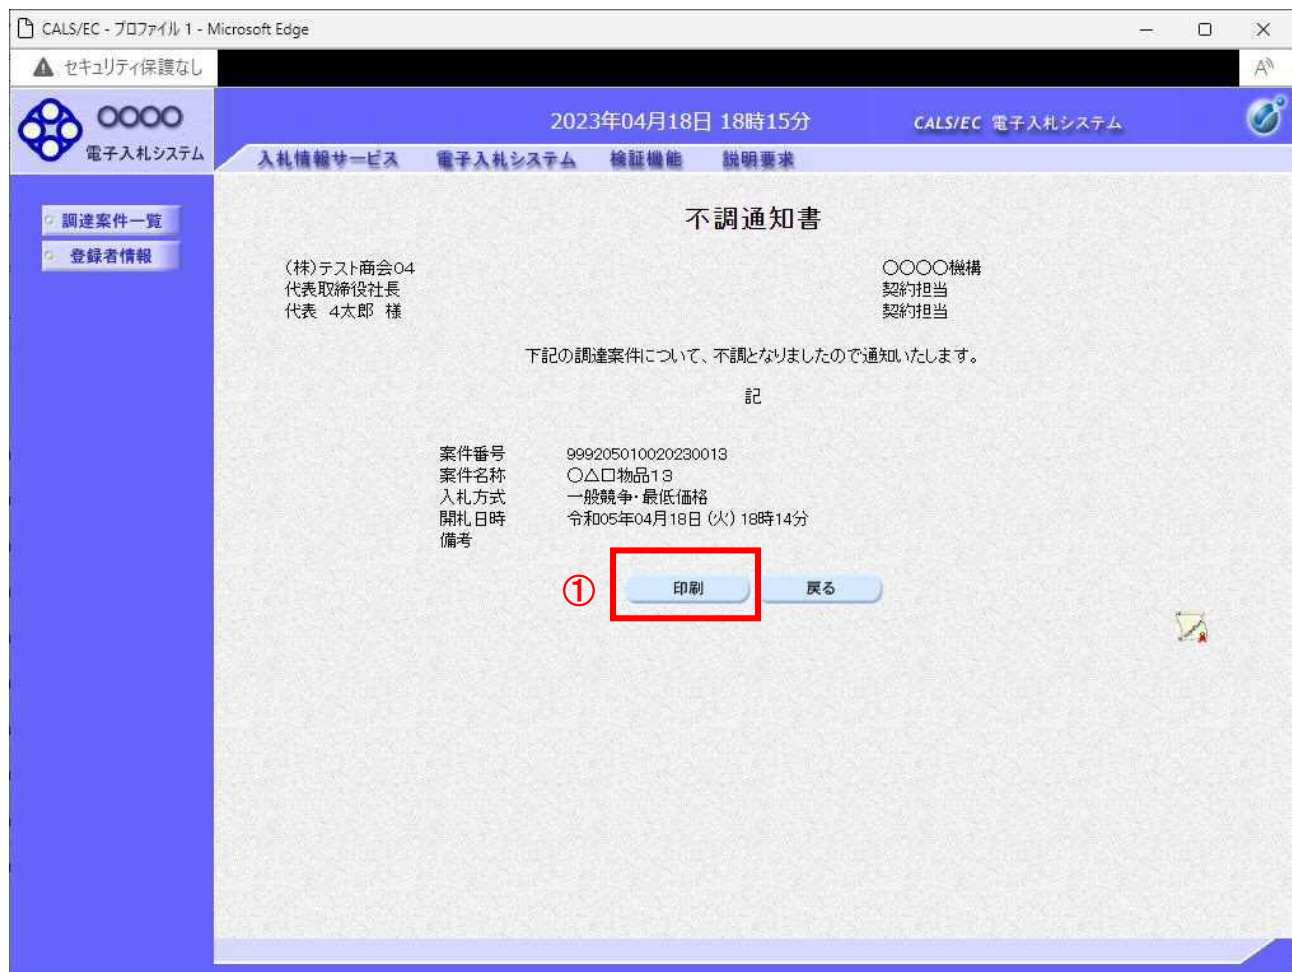 CALS/EC - プロファイル 1 - Microsoft Edge
セキュリティ保護なし
〇〇〇〇
電子入札システム
2023年04月18日 18時15分
CALS/EC 電子入札システム
入札情報サービス 電子入札システム 検証機能 説明要求
調達案件一覧
登録者情報
不調通知書
(株)テスト商会04
代表取締役社長
代表 4太郎 様
〇〇〇〇機構
契約担当
契約担当
下記の調達案件について、不調となりましたので通知いたします。
記
案件番号 999205010020230013
案件名称 〇△□物品13
入札方式 一般競争・最低価格
開札日時 令和05年04月18日 (火) 18時14分
備考
① 印刷 戻る